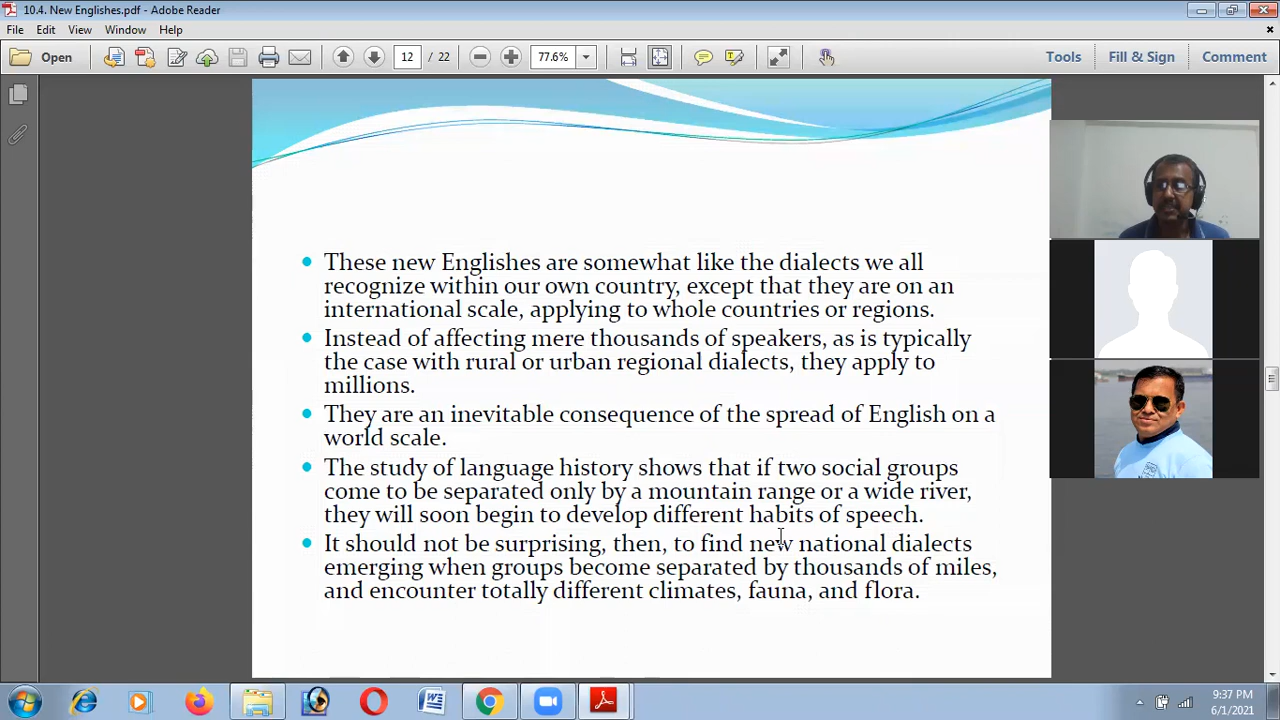 10.4. New Englishes.pdf - Adobe Reader
File Edit View Window Help
Open 12 / 22 77.6% Tools Fill & Sign Comment
These new Englishes are somewhat like the dialects we all
recognize within our own country, except that they are on an
international scale, applying to whole countries or regions.
Instead of affecting mere thousands of speakers, as is typically
the case with rural or urban regional dialects, they apply to
millions.
They are an inevitable consequence of the spread of English on a
world scale.
The study of language history shows that if two social groups
come to be separated only by a mountain range or a wide river,
they will soon begin to develop different habits of speech.
It should not be surprising, then, to find new national dialects
emerging when groups become separated by thousands of miles,
and encounter totally different climates, fauna, and flora.
9:37 PM
6/1/2021